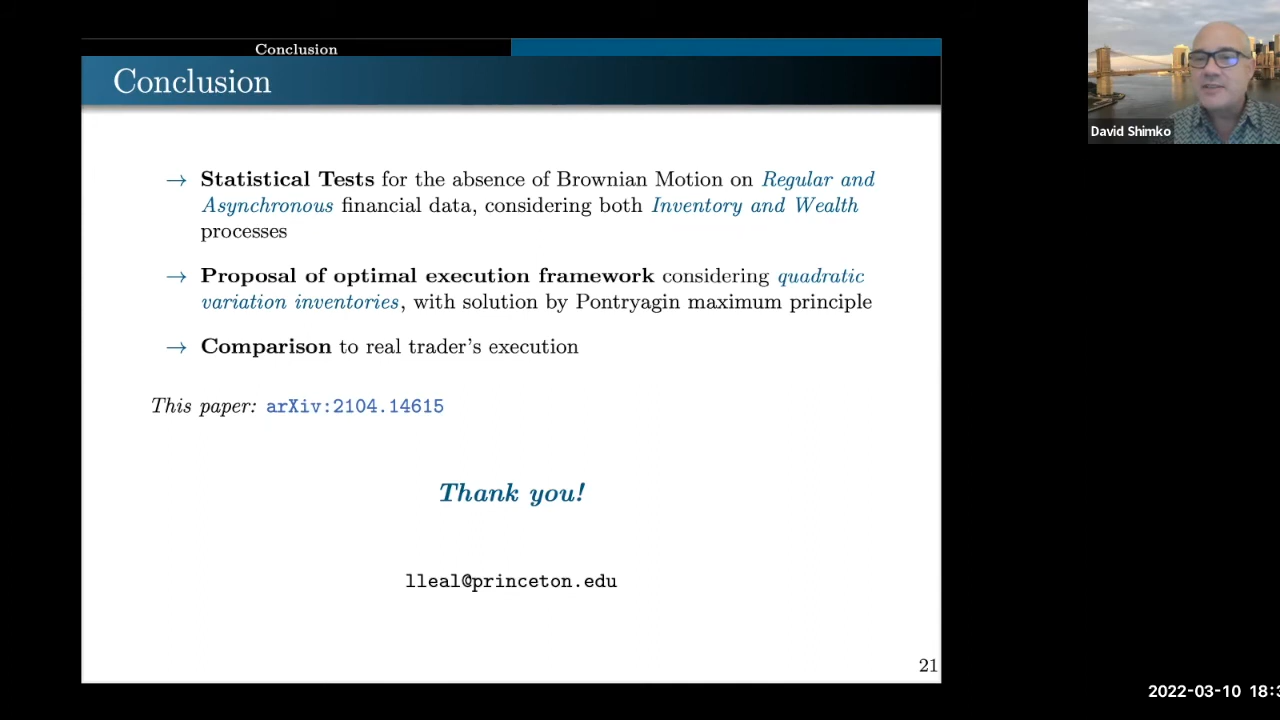 Conclusion
Conclusion
David Shimko
→ Statistical Tests for the absence of Brownian Motion on Regular and
Asynchronous financial data, considering both Inventory and Wealth
processes
→ Proposal of optimal execution framework considering quadratic
variation inventories, with solution by Pontryagin maximum principle
→ Comparison to real trader's execution
This paper: arXiv:2104.14615
Thank you!
lleal@princeton.edu
21
2022-03-10 18:3